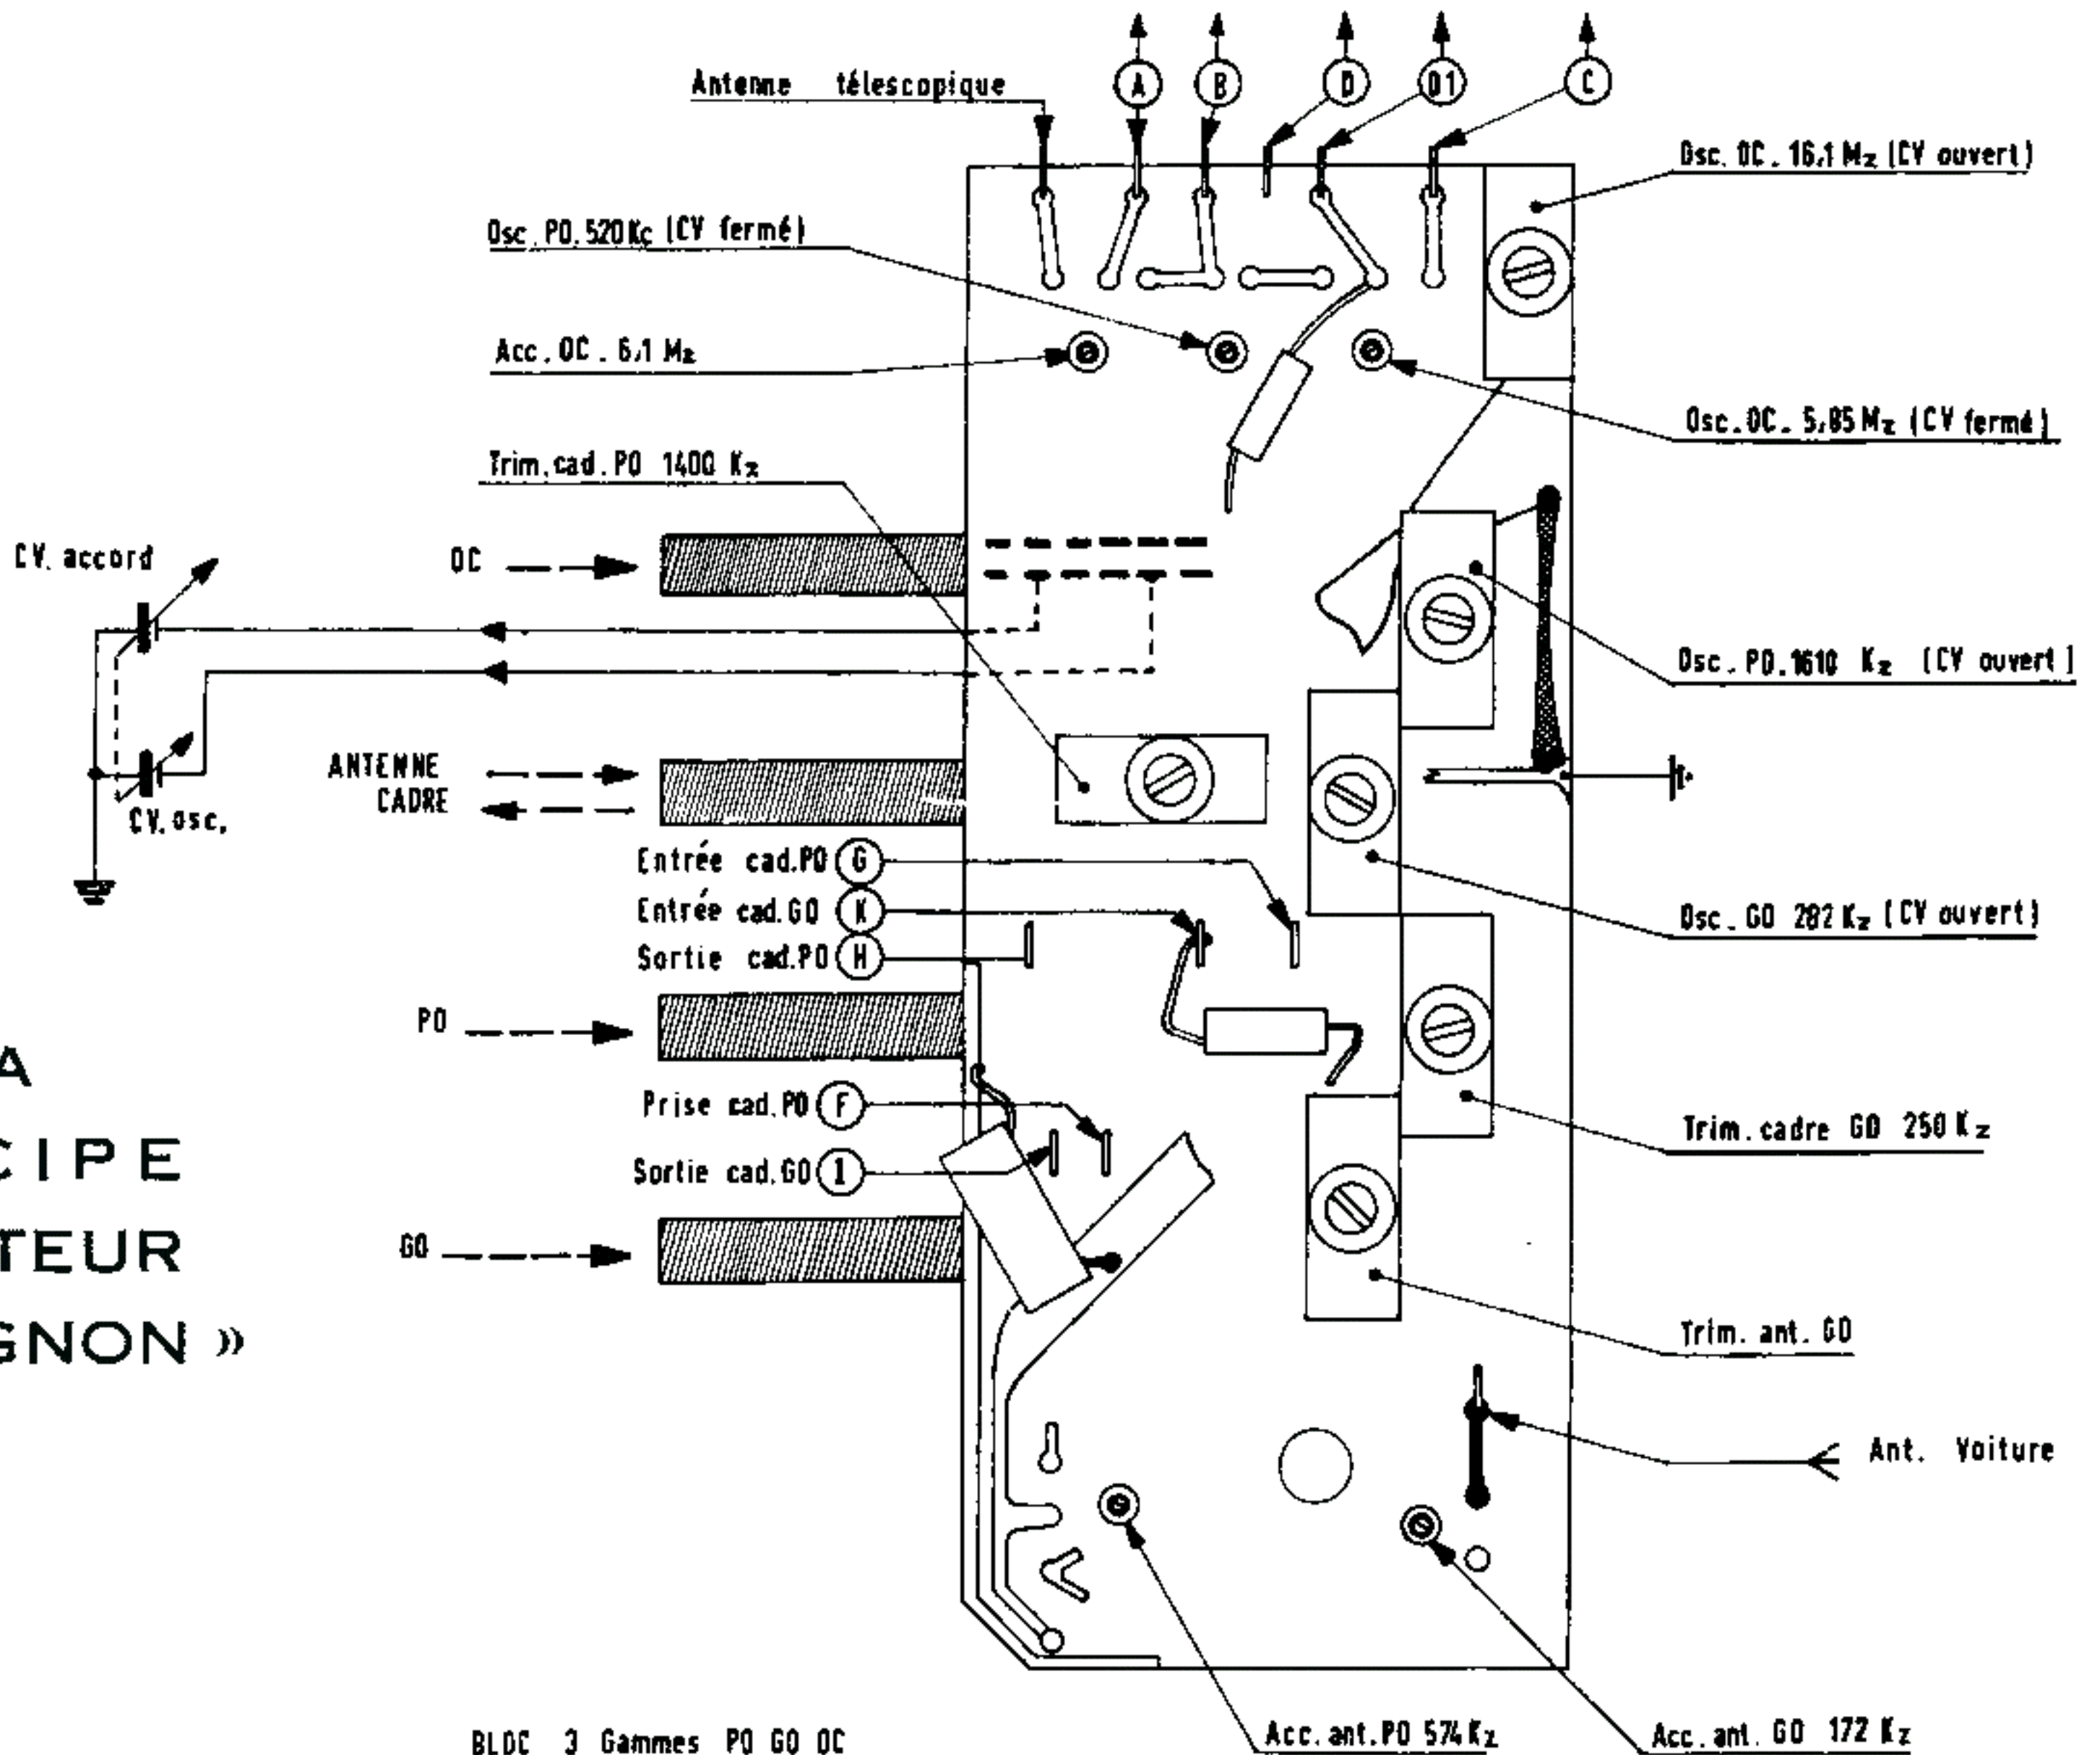 Antenne télescopique
A
B
D
D1
C
Osc. OC. 16,1 Mz (CV ouvert)
Osc. PO. 520 Kc (CV fermé)
Acc. OC. 6,1 Mz
Osc. OC. 5,85 Mz (CV fermé)
Trim. cad. PO 1400 Kz
CV. accord
OC
Osc. PO. 1610 Kz (CV ouvert)
ANTENNE
CADRE
CV. osc.
Entrée cad. PO G
Entrée cad. GO K
Sortie cad. PO H
Osc. GO 282 Kz (CV ouvert)
PO
A
Prise cad. PO F
Trim. cadre GO 250 Kz
CIPE
Sortie cad. GO I
TEUR
GO
GNON »
Trim. ant. GO
Ant. Voiture
BLOC 3 Gammes PO GO OC
Acc. ant. PO 574 Kz
Acc. ant. GO 172 Kz